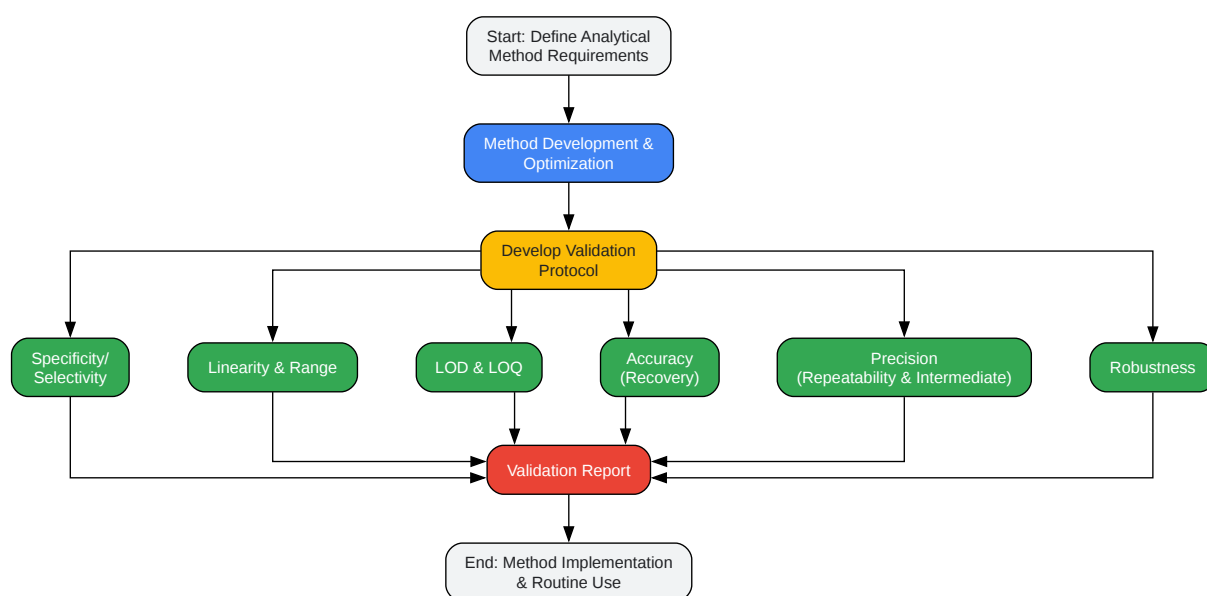 Start: Define Analytical
Method Requirements
Method Development &
Optimization
Develop Validation
Protocol
Specificity/
Selectivity
Linearity & Range
LOD & LOQ
Accuracy
(Recovery)
Precision
(Repeatability & Intermediate)
Robustness
Validation Report
End: Method Implementation
& Routine Use